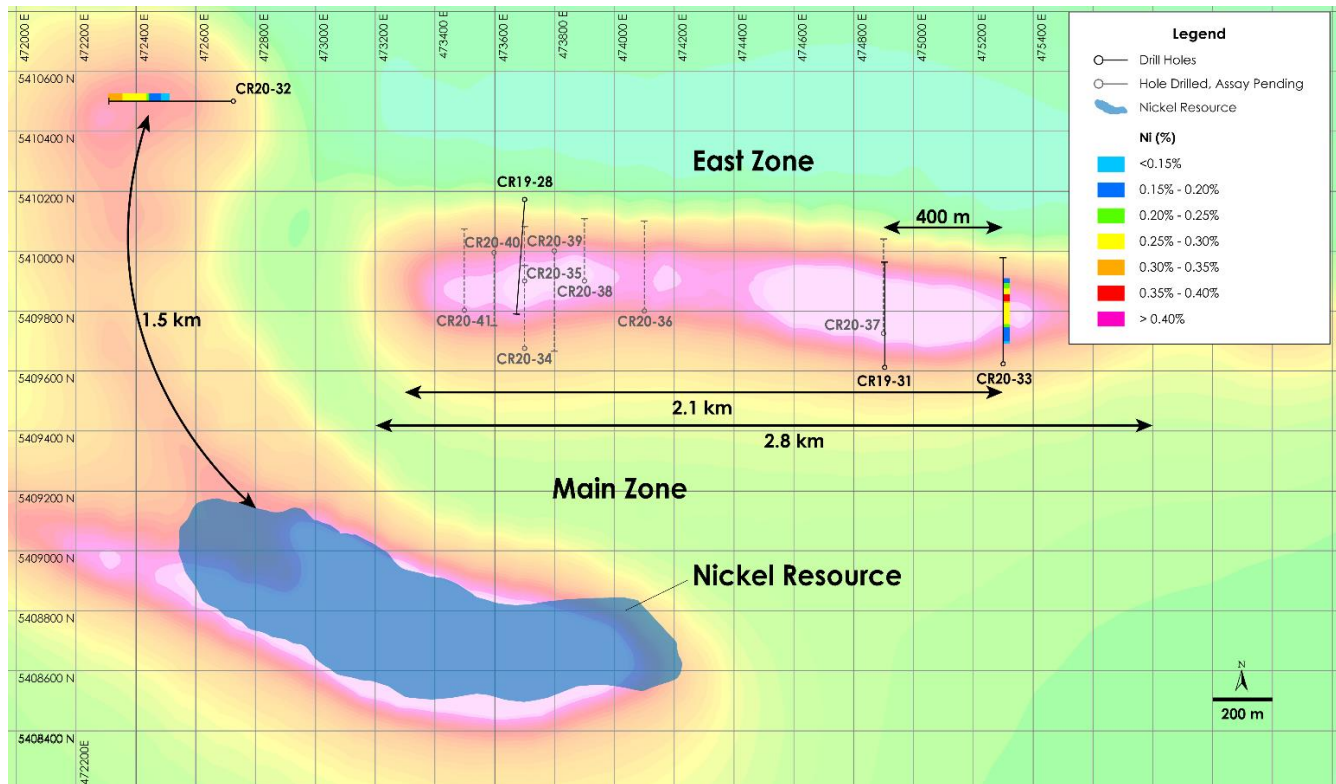 472000 E
472200 E
472400 E
472600 E
472800 E
473000 E
473200 E
473400 E
473600 E
473800 E
474000 E
474200 E
474400 E
474600 E
474800 E
475000 E
475200 E
475400 E
Legend
Drill Holes
Hole Drilled, Assay Pending
Nickel Resource
Ni (%)
<0.15%
0.15% - 0.20%
0.20% - 0.25%
0.25% - 0.30%
0.30% - 0.35%
0.35% - 0.40%
> 0.40%
5410600 N
CR20-32
5410400 N
East Zone
5410200 N
CR19-28
400 m
CR20-40
CR20-39
5410000 N
CR20-35
CR20-38
5409800 N
CR20-41
CR20-36
CR20-37
1.5 km
CR20-34
5409600 N
CR19-31
CR20-33
2.1 km
5409400 N
2.8 km
Main Zone
5409200 N
5409000 N
Nickel Resource
5408800 N
5408600 N
N
200 m
5408400 N
472200E